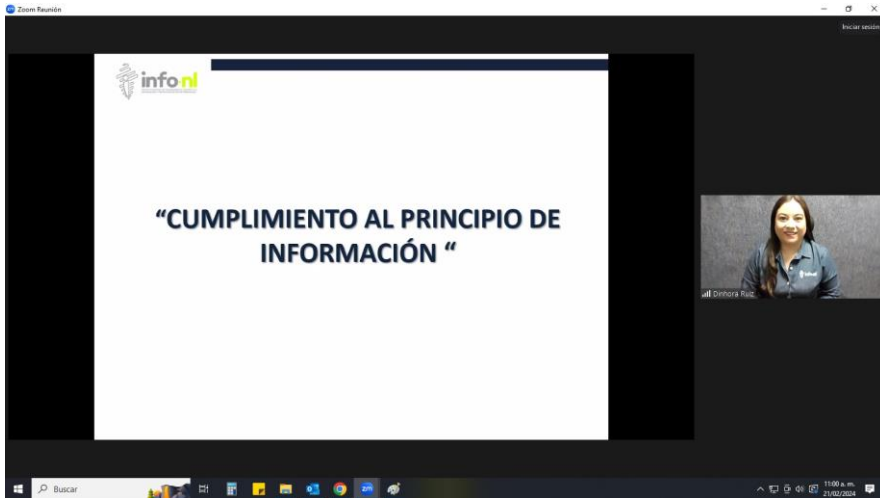 Zoom Reunión
Iniciar sesión
info nl
“CUMPLIMIENTO AL PRINCIPIO DE
INFORMACIÓN “
Dinhora Ruiz
Buscar
zm
11:00 a. m.
21/02/2024